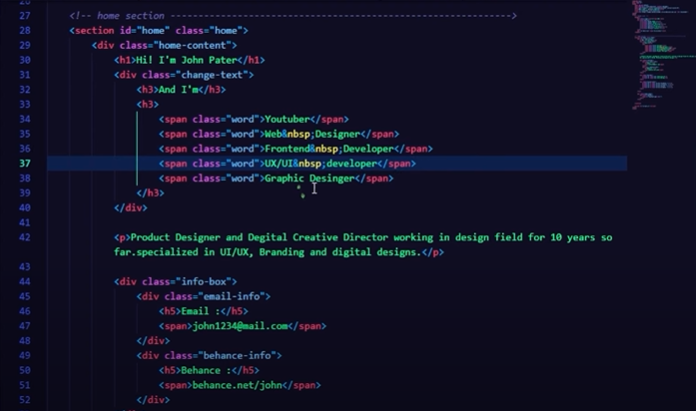 27 <!-- home section -------------------------------------------------------->
28 <section id="home" class="home">
29 <div class="home-content">
30 <h1>Hi! I'm John Pater</h1>
31 <div class="change-text">
32 <h3>And I'm</h3>
33 <h3>
34 <span class="word">Youtuber</span>
35 <span class="word">Web&nbsp;Designer</span>
36 <span class="word">Frontend&nbsp;Developer</span>
37 <span class="word">UX/UI&nbsp;developer</span>
38 <span class="word">Graphic Desinger</span>
39 </h3>
40 </div>
41
42 <p>Product Designer and Degital Creative Director working in design field for 10 years so
far.specialized in UI/UX, Branding and digital designs.</p>
43
44 <div class="info-box">
45 <div class="email-info">
46 <h5>Email :</h5>
47 <span>john1234@mail.com</span>
48 </div>
49 <div class="behance-info">
50 <h5>Behance :</h5>
51 <span>behance.net/john</span>
52 </div>